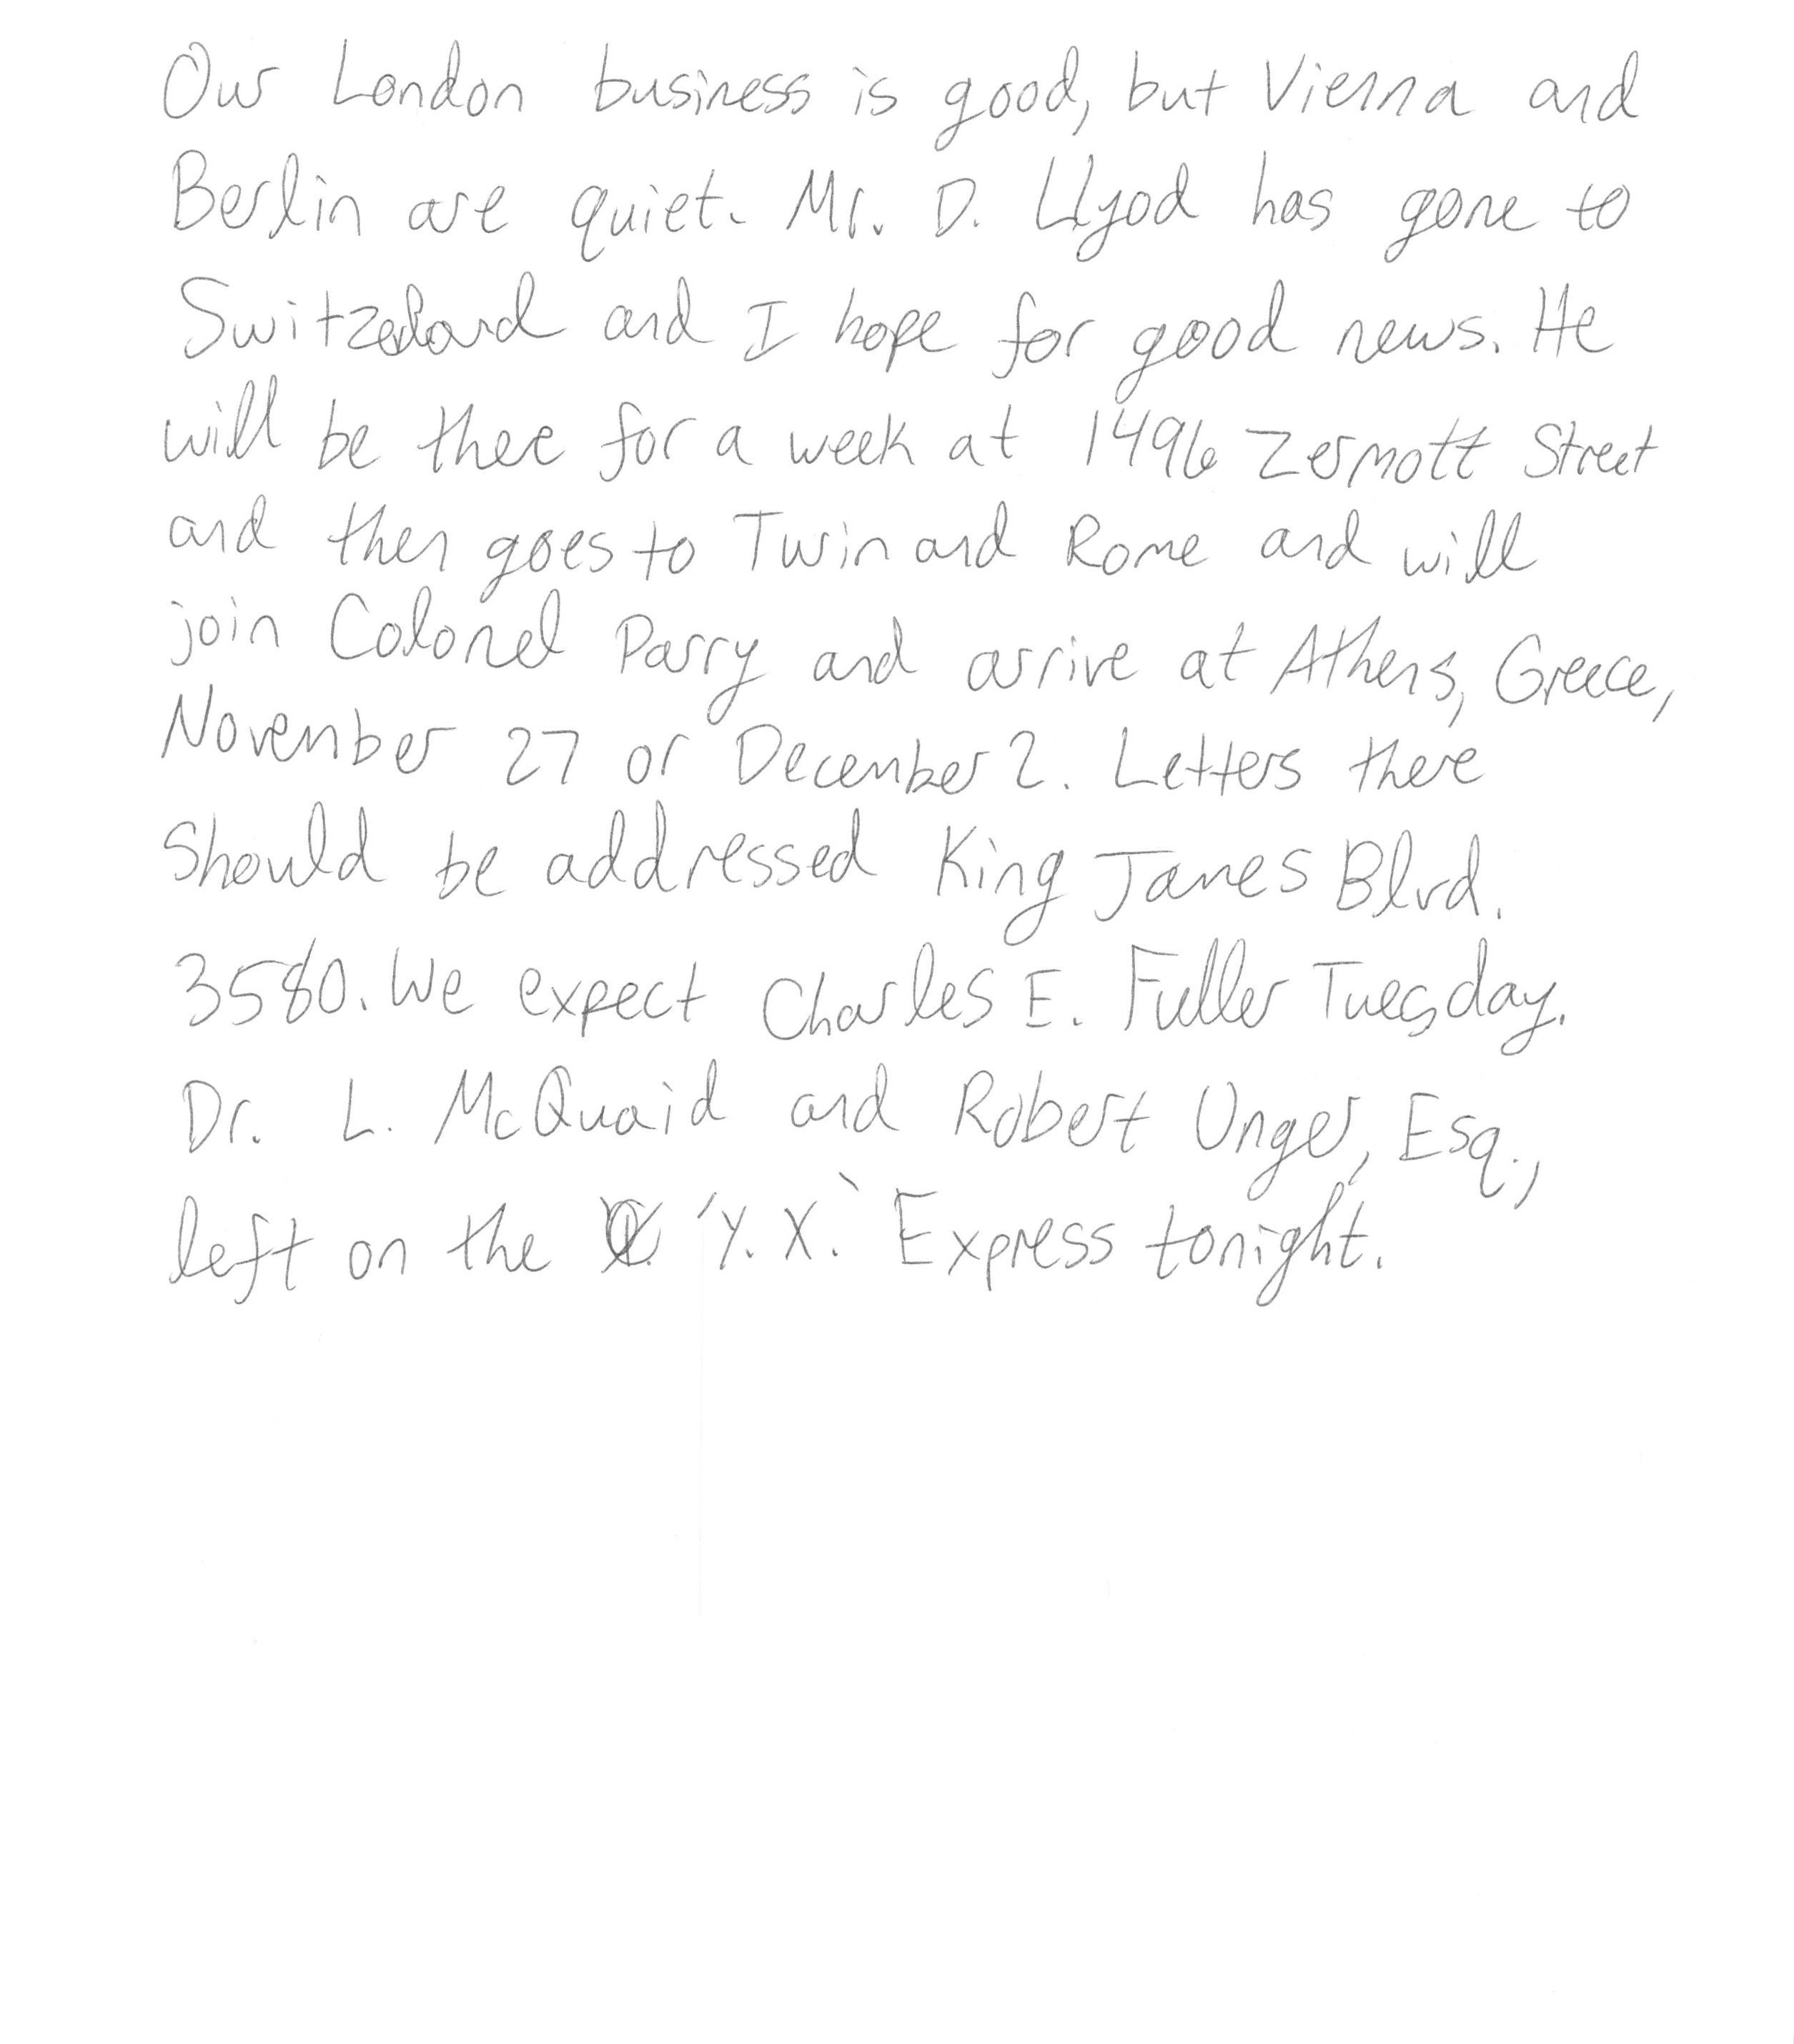 Our London business is good, but Vienna and
Berlin are quiet. Mr. D. Llyod has gone to
Switzerland and I hope for good news. He
will be there for a week at 1496 Zermott Street
and then goes to Turin and Rome and will
join Colonel Parry and arrive at Athens, Greece,
November 27 or December 2. Letters there
should be addressed King James Blvd.
3580. We expect Charles E. Fuller Tuesday.
Dr. L. McQuaid and Robert Unger, Esq.,
left on the 'Y.X.' Express tonight.